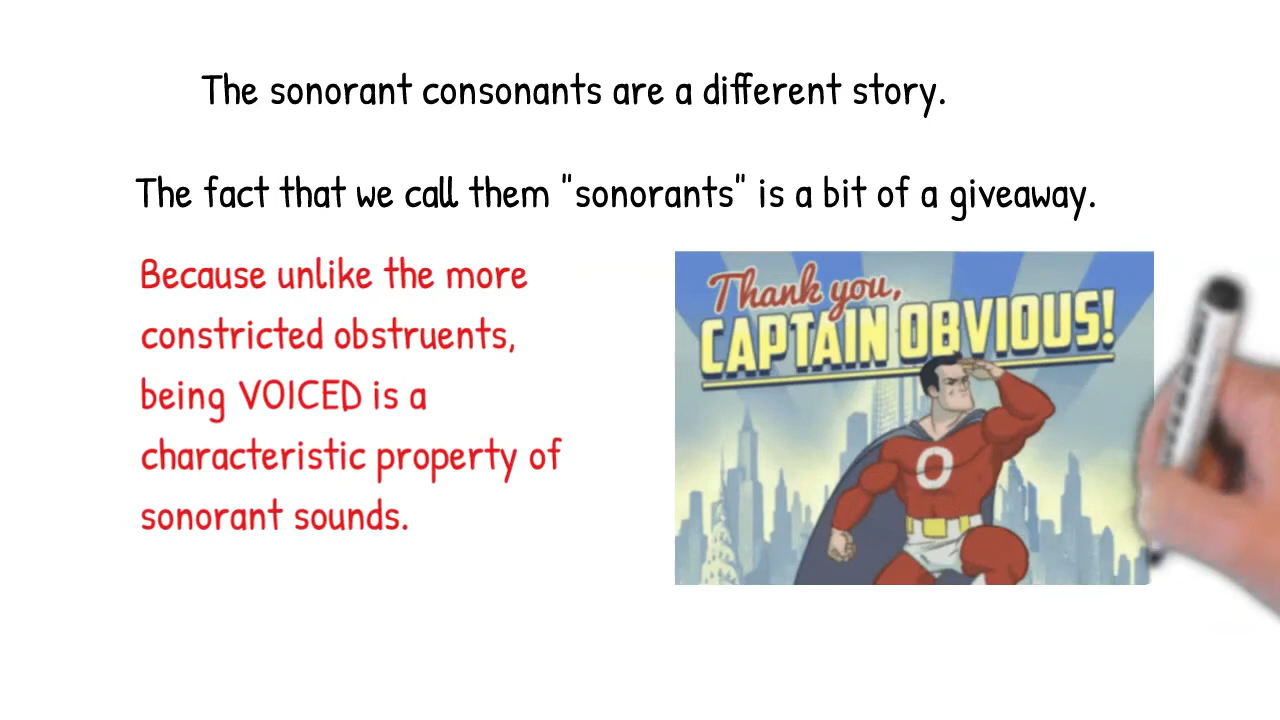 The sonorant consonants are a different story.
The fact that we call them "sonorants" is a bit of a giveaway.
Because unlike the more
constricted obstruents,
being VOICED is a
characteristic property of
sonorant sounds.
Thank you,
CAPTAIN OBVIOUS!
O